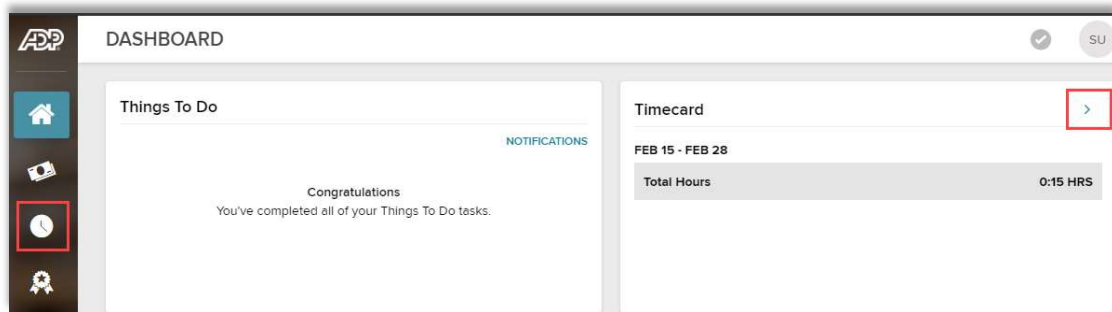 ADP
DASHBOARD
SU
Things To Do
NOTIFICATIONS
Congratulations
You've completed all of your Things To Do tasks.
Timecard
FEB 15 - FEB 28
Total Hours 0:15 HRS